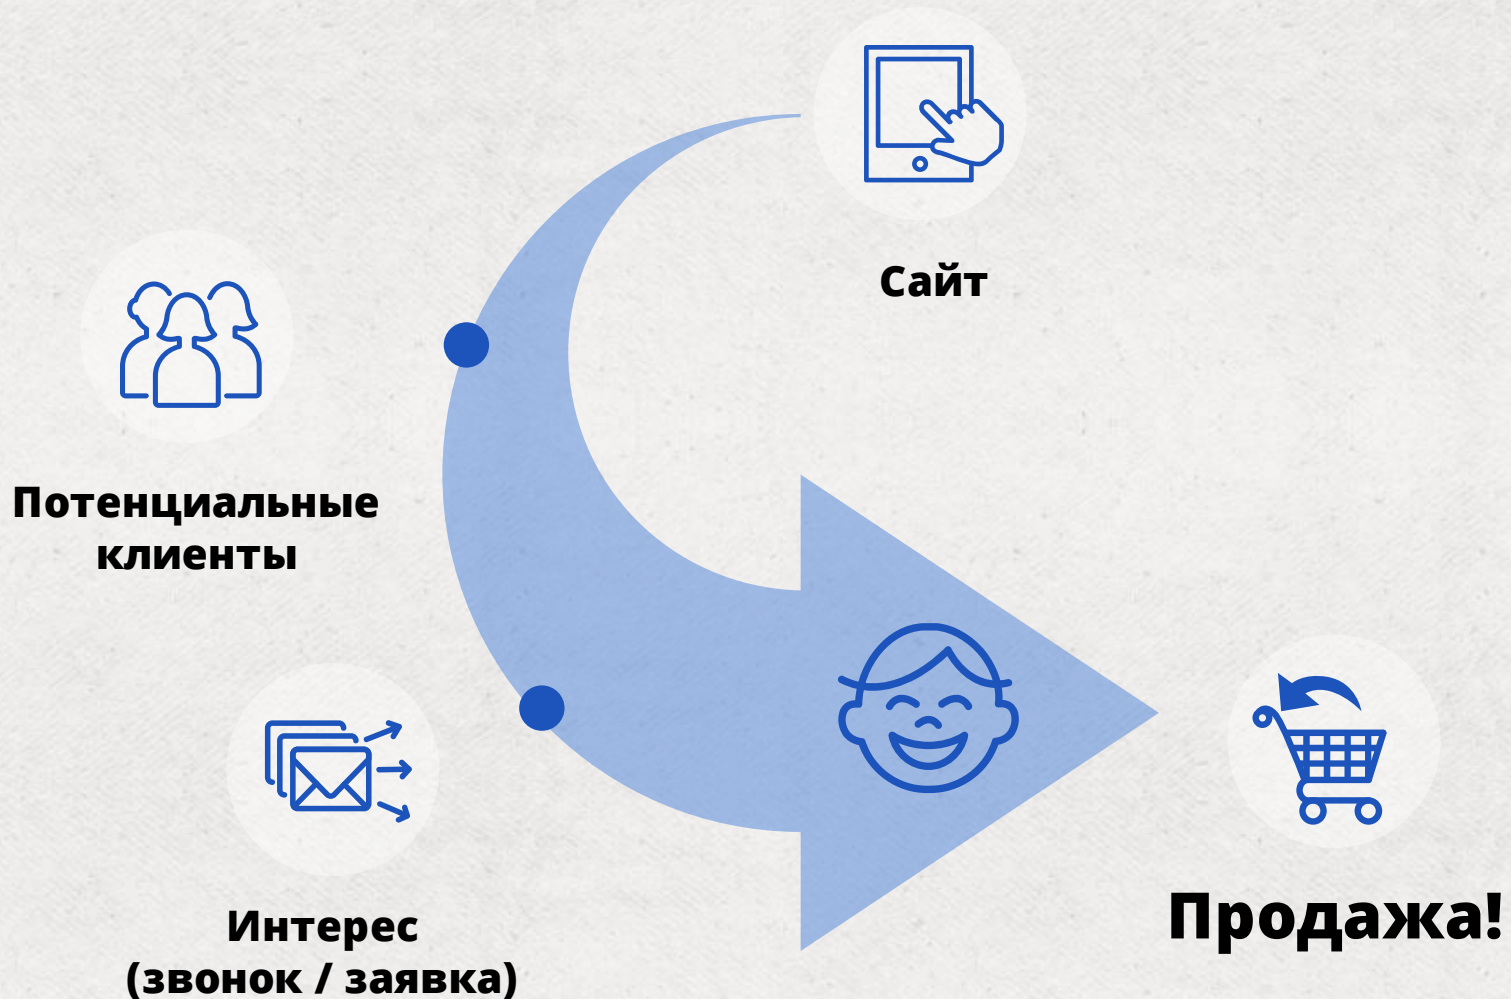 Сайт
Потенциальные
клиенты
Интерес
(звонок / заявка)
Продажа!